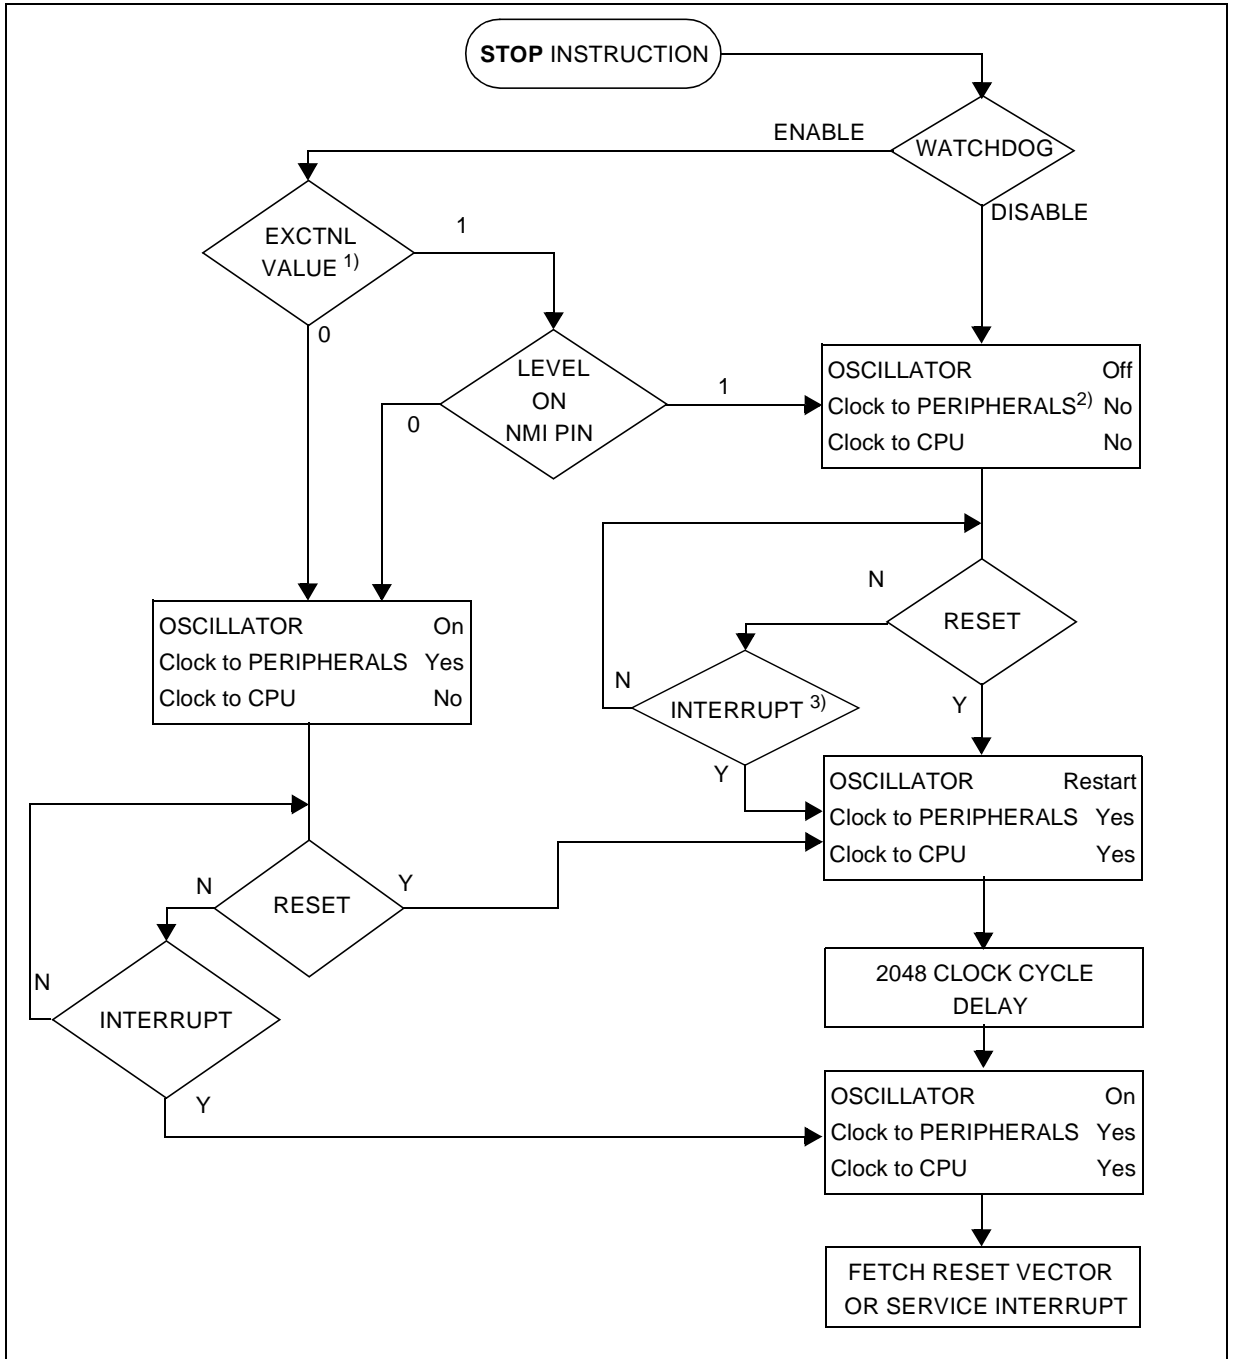 STOP INSTRUCTION
ENABLE
WATCHDOG
DISABLE
EXCTNL
VALUE 1)
1
0
LEVEL
ON
NMI PIN
0
1
OSCILLATOR Off
Clock to PERIPHERALS2) No
Clock to CPU No
N
RESET
Y
OSCILLATOR On
Clock to PERIPHERALS Yes
Clock to CPU No
N
INTERRUPT 3)
Y
OSCILLATOR Restart
Clock to PERIPHERALS Yes
Clock to CPU Yes
N
RESET
Y
N
INTERRUPT
Y
2048 CLOCK CYCLE
DELAY
OSCILLATOR On
Clock to PERIPHERALS Yes
Clock to CPU Yes
FETCH RESET VECTOR
OR SERVICE INTERRUPT